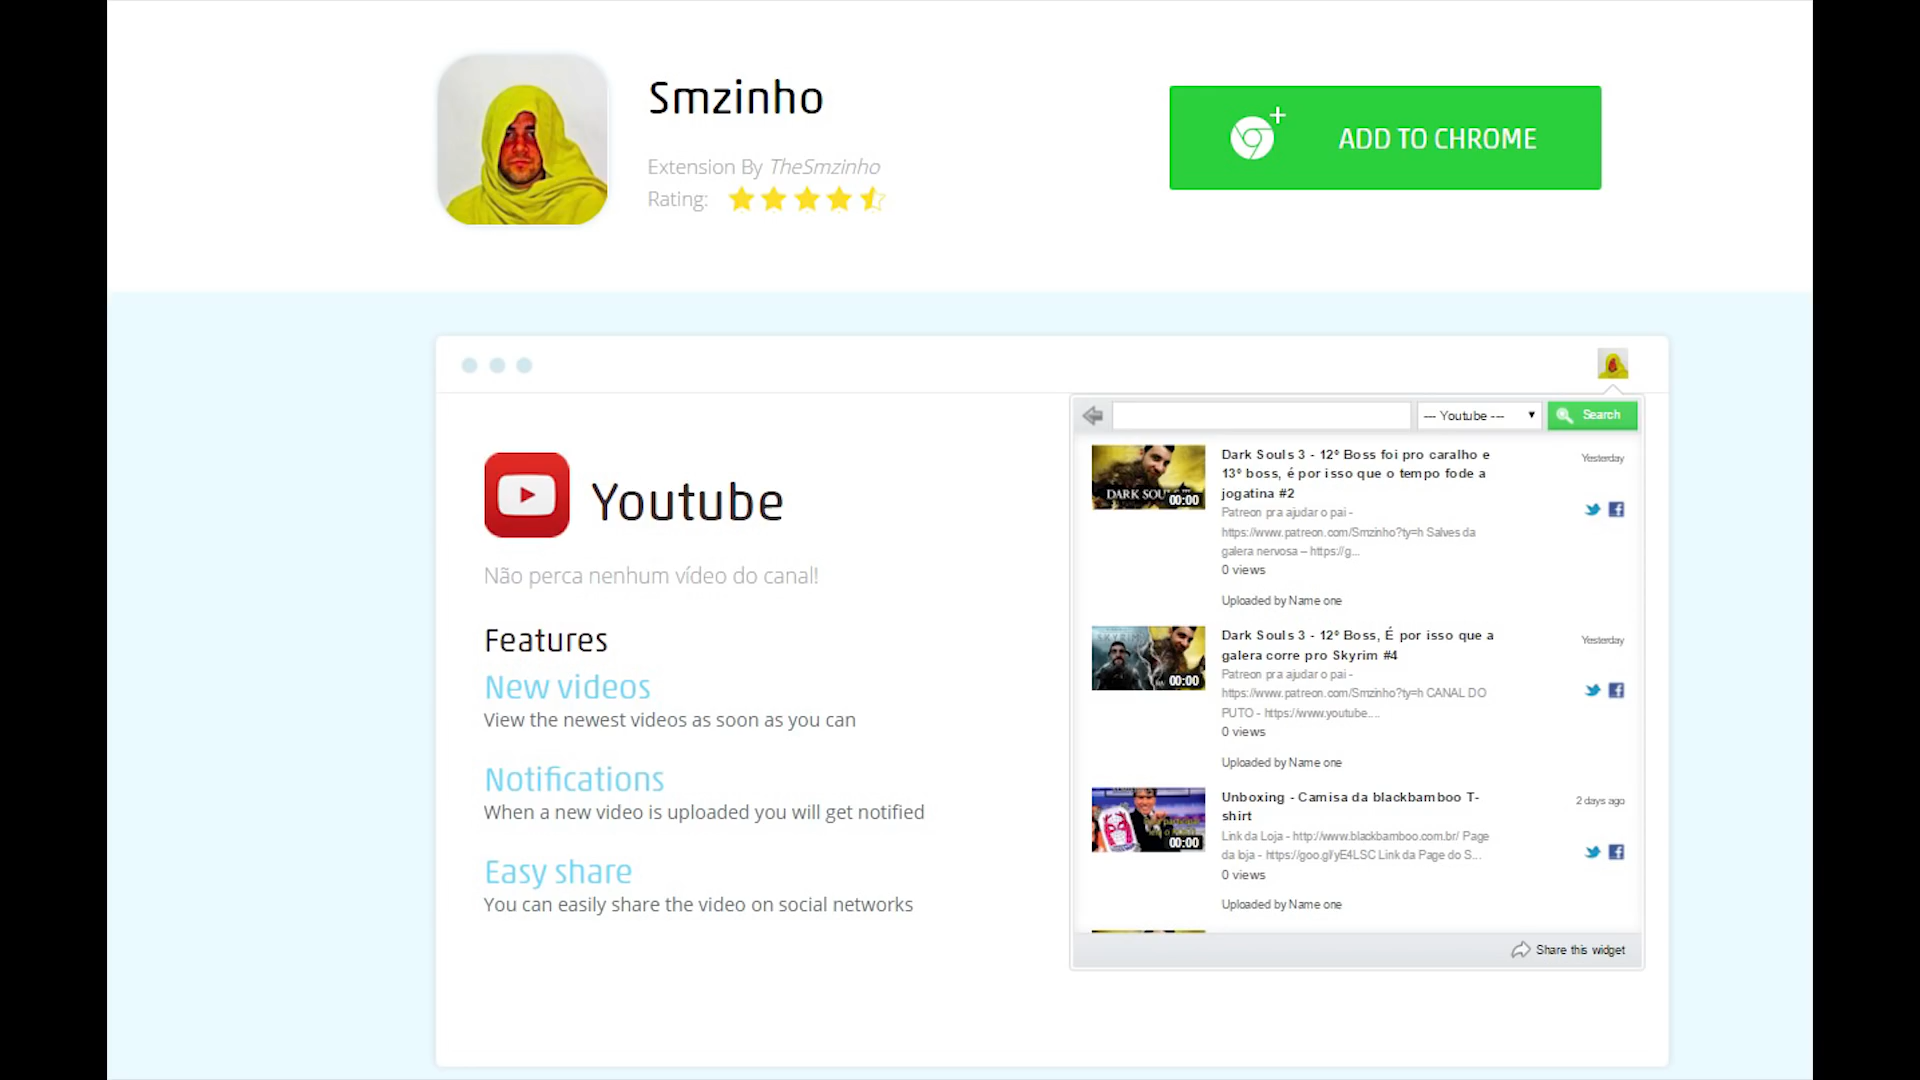 Smzinho
Extension By TheSmzinho
Rating:
ADD TO CHROME
Youtube
Não perca nenhum vídeo do canal!
Features
New videos
View the newest videos as soon as you can
Notifications
When a new video is uploaded you will get notified
Easy share
You can easily share the video on social networks
--- Youtube ---
Search
DARK SOULS III
00:00
Dark Souls 3 - 12º Boss foi pro caralho e
13º boss, é por isso que o tempo fode a
jogatina #2
Yesterday
Patreon pra ajudar o pai -
https://www.patreon.com/Smzinho?ty=h Salves da
galera nervosa – https://g...
0 views
Uploaded by Name one
SKYRIM
00:00
Dark Souls 3 - 12º Boss, É por isso que a
galera corre pro Skyrim #4
Yesterday
Patreon pra ajudar o pai -
https://www.patreon.com/Smzinho?ty=h CANAL DO
PUTO - https://www.youtube....
0 views
Uploaded by Name one
00:00
Unboxing - Camisa da blackbamboo T-
shirt
2 days ago
Link da Loja - http://www.blackbamboo.com.br/ Page
da loja - https://goo.gl/yE4LSC Link da Page do S...
0 views
Uploaded by Name one
Share this widget